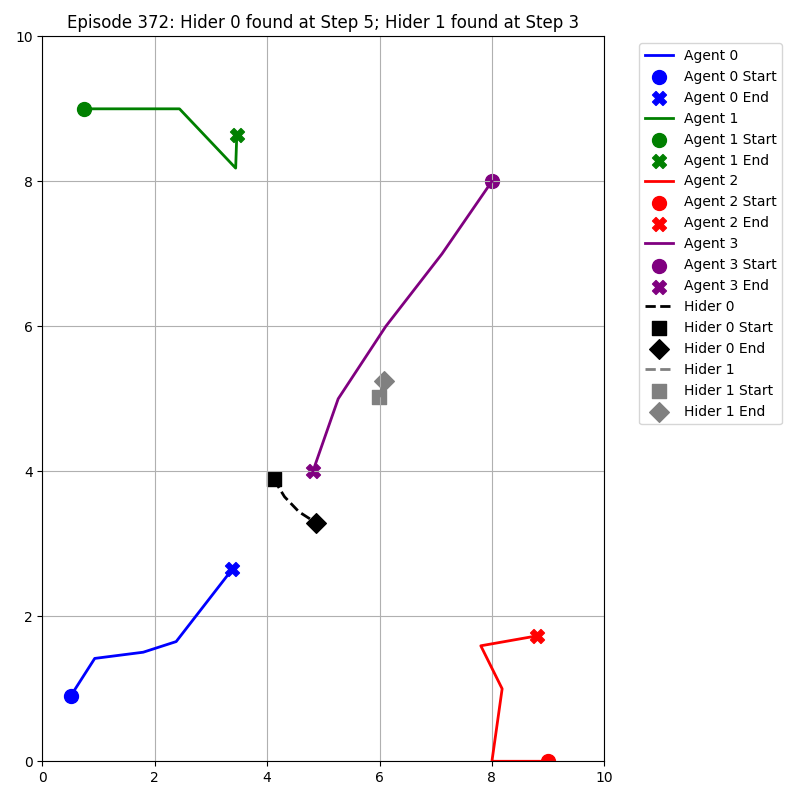 Episode 372: Hider 0 found at Step 5; Hider 1 found at Step 3
10
8
6
4
2
0
0
2
4
6
8
10
Agent 0
Agent 0 Start
Agent 0 End
Agent 1
Agent 1 Start
Agent 1 End
Agent 2
Agent 2 Start
Agent 2 End
Agent 3
Agent 3 Start
Agent 3 End
Hider 0
Hider 0 Start
Hider 0 End
Hider 1
Hider 1 Start
Hider 1 End